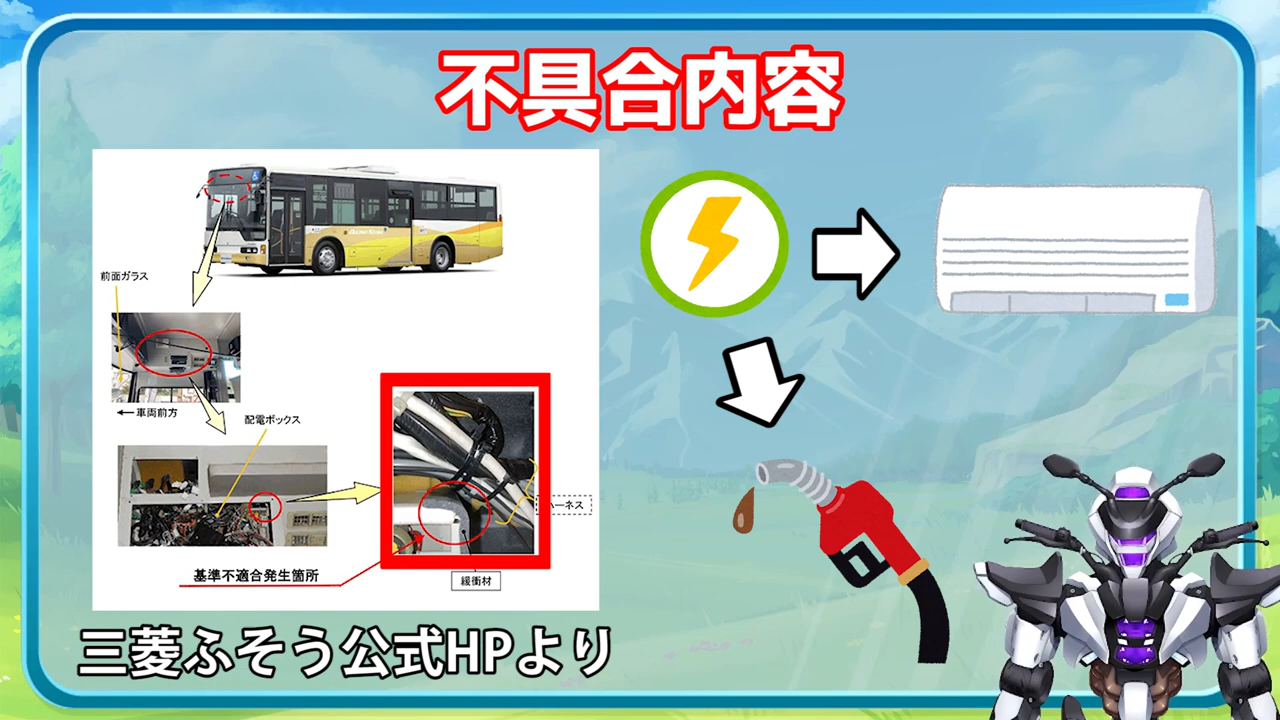 不具合内容
前面ガラス
車両前方
配電ボックス
ハーネス
基準不適合発生箇所
緩衝材
三菱ふそう公式HPより